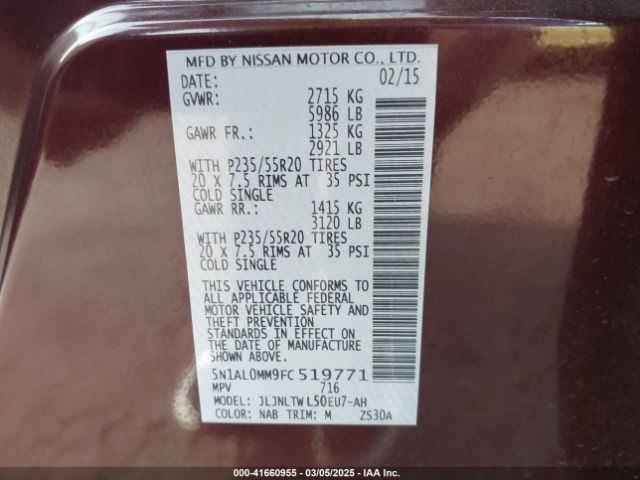 MFD BY NISSAN MOTOR CO., LTD.
DATE: 02/15
GVWR: 2715 KG
5986 LB
GAWR FR.: 1325 KG
2921 LB
WITH P235/55R20 TIRES
20 X 7.5 RIMS AT 35 PSI
COLD SINGLE
GAWR RR.: 1415 KG
3120 LB
WITH P235/55R20 TIRES
20 X 7.5 RIMS AT 35 PSI
COLD SINGLE
THIS VEHICLE CONFORMS TO
ALL APPLICABLE FEDERAL
MOTOR VEHICLE SAFETY AND
THEFT PREVENTION
STANDARDS IN EFFECT ON
THE DATE OF MANUFACTURE
SHOWN ABOVE.
5N1AL0MM9FC519771
MPV 716
MODEL: JLJNLTWL50EU7-AH
COLOR: NAB TRIM: M ZS30A
000-41660955 - 03/05/2025 - IAA.COM